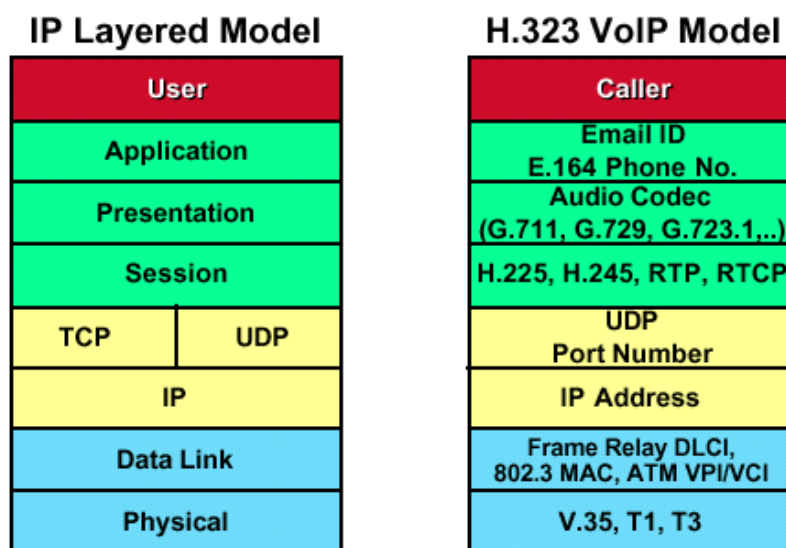 IP Layered Model
User
Application
Presentation
Session
TCP
UDP
IP
Data Link
Physical
H.323 VoIP Model
Caller
Email ID
E.164 Phone No.
Audio Codec
(G.711, G.729, G.723.1,..)
H.225, H.245, RTP, RTCP
UDP
Port Number
IP Address
Frame Relay DLCI,
802.3 MAC, ATM VPI/VCI
V.35, T1, T3